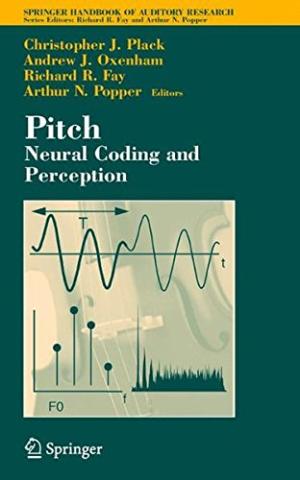 SPRINGER HANDBOOK OF AUDITORY RESEARCH
Series Editors: Richard R. Fay and Arthur N. Popper
Christopher J. Plack
Andrew J. Oxenham
Richard R. Fay
Arthur N. Popper Editors
Pitch
Neural Coding and
Perception
T
t
F0
f
Springer